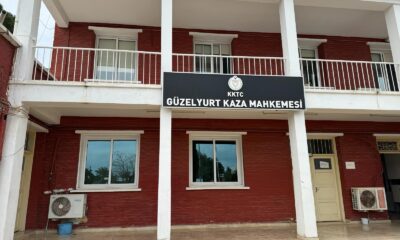 KKTC
GÜZELYURT KAZA MAHKEMESİ